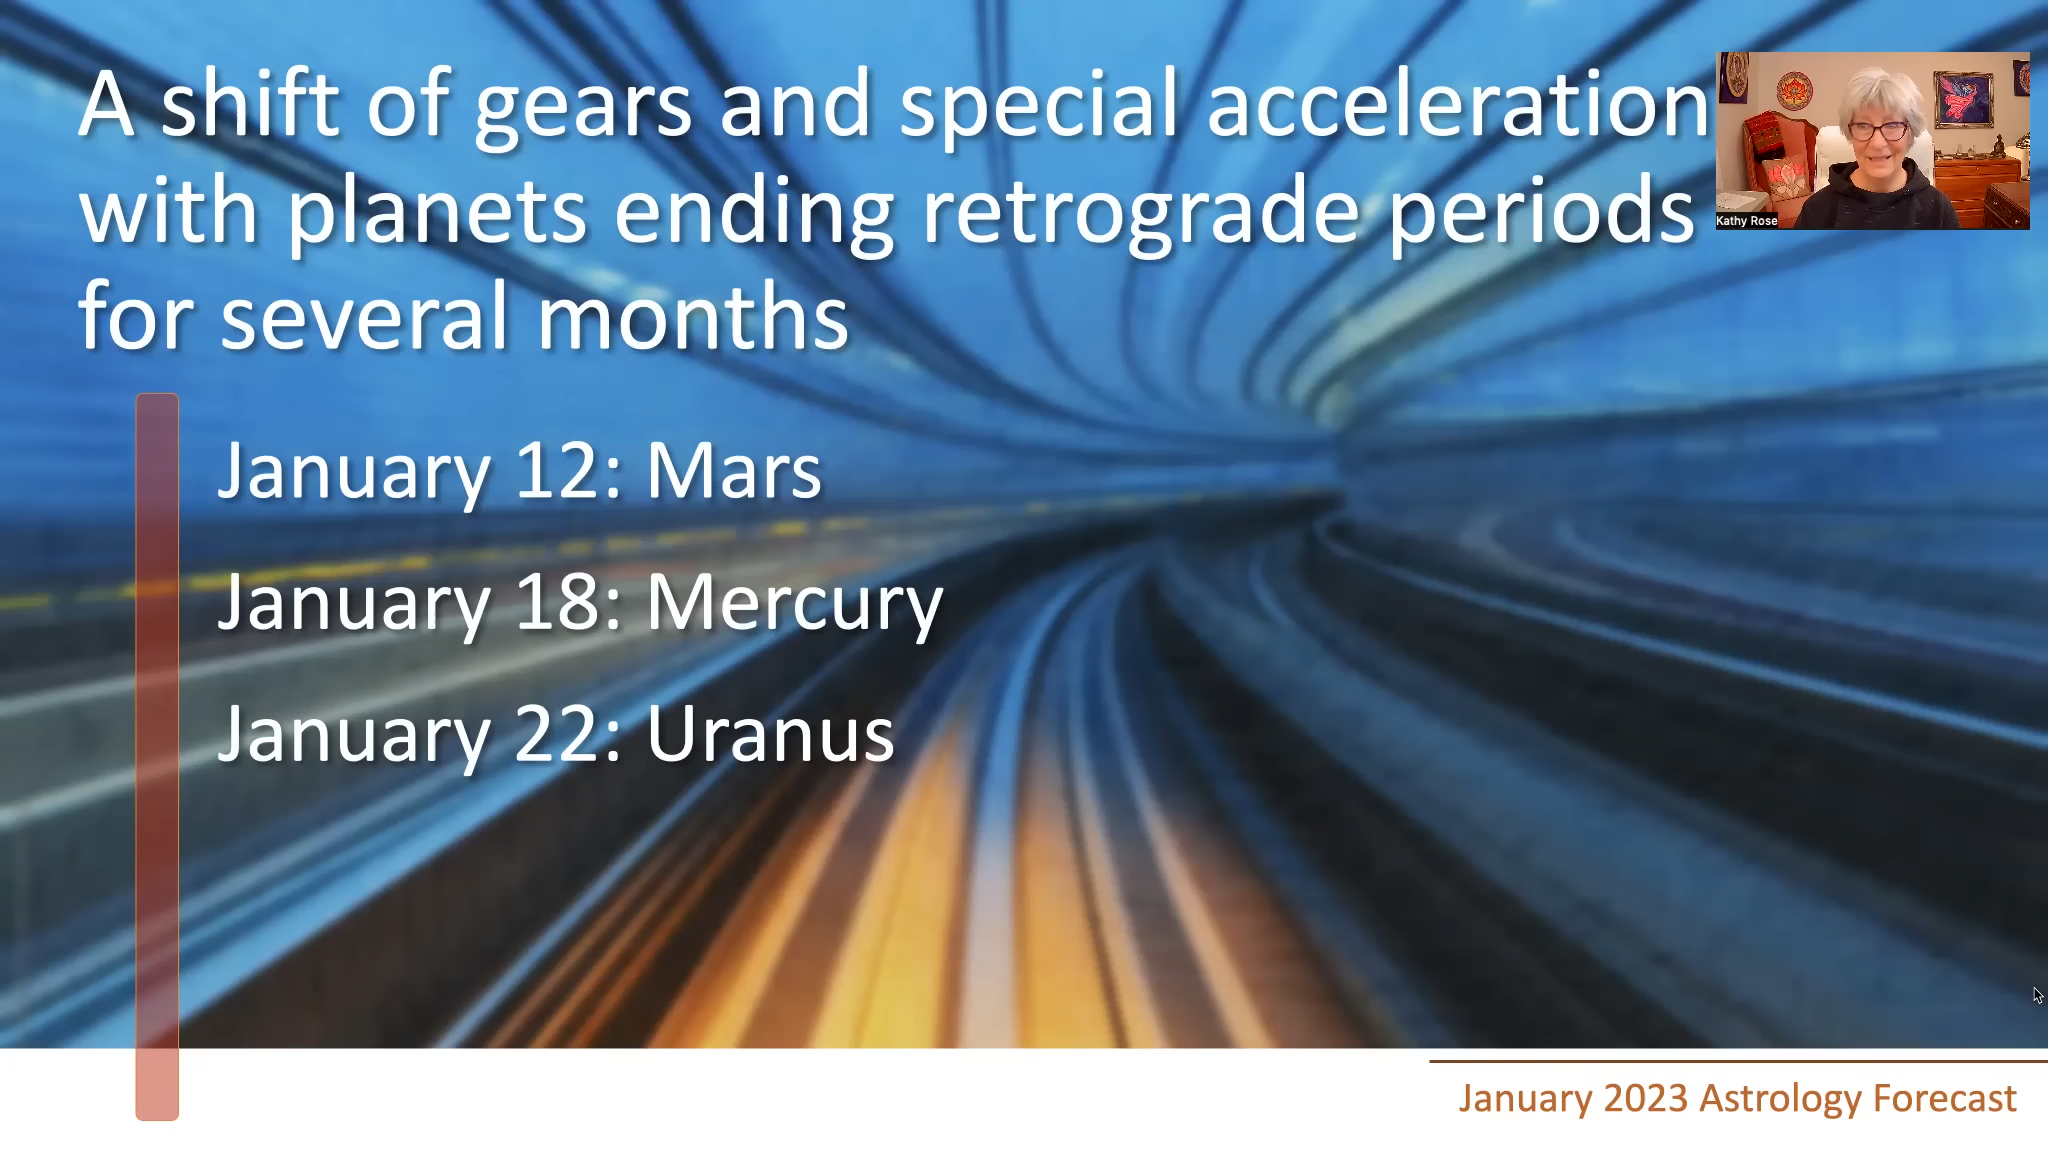 A shift of gears and special acceleration
with planets ending retrograde periods
for several months
Kathy Rose
January 12: Mars
January 18: Mercury
January 22: Uranus
January 2023 Astrology Forecast